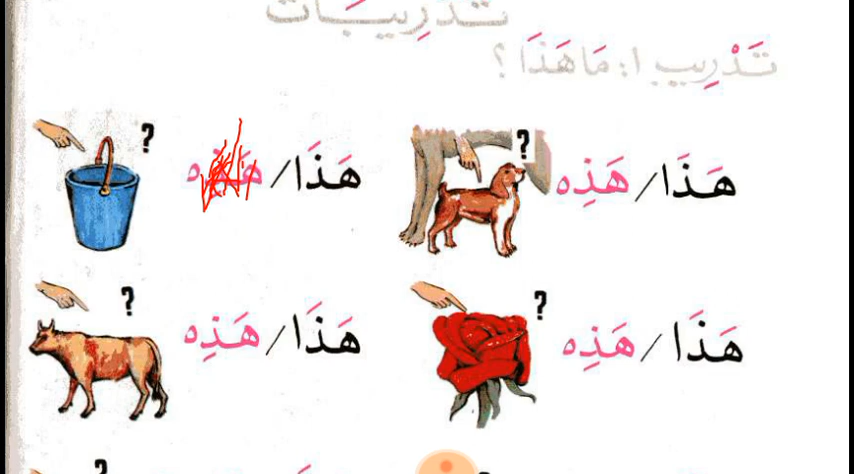 تَدْرِيبَات
تَدْرِيب ١: مَا هَذَا؟
هَذَا / هَذِه ?
هَذَا / هَذِه ?
هَذَا / هَذِه ?
هَذَا / هَذِه ?
?